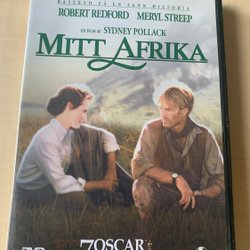 BASERAD PÅ EN SANN HISTORIA
ROBERT REDFORD MERYL STREEP
EN FILM AV SYDNEY POLLACK
MITT AFRIKA
7 OSCAR